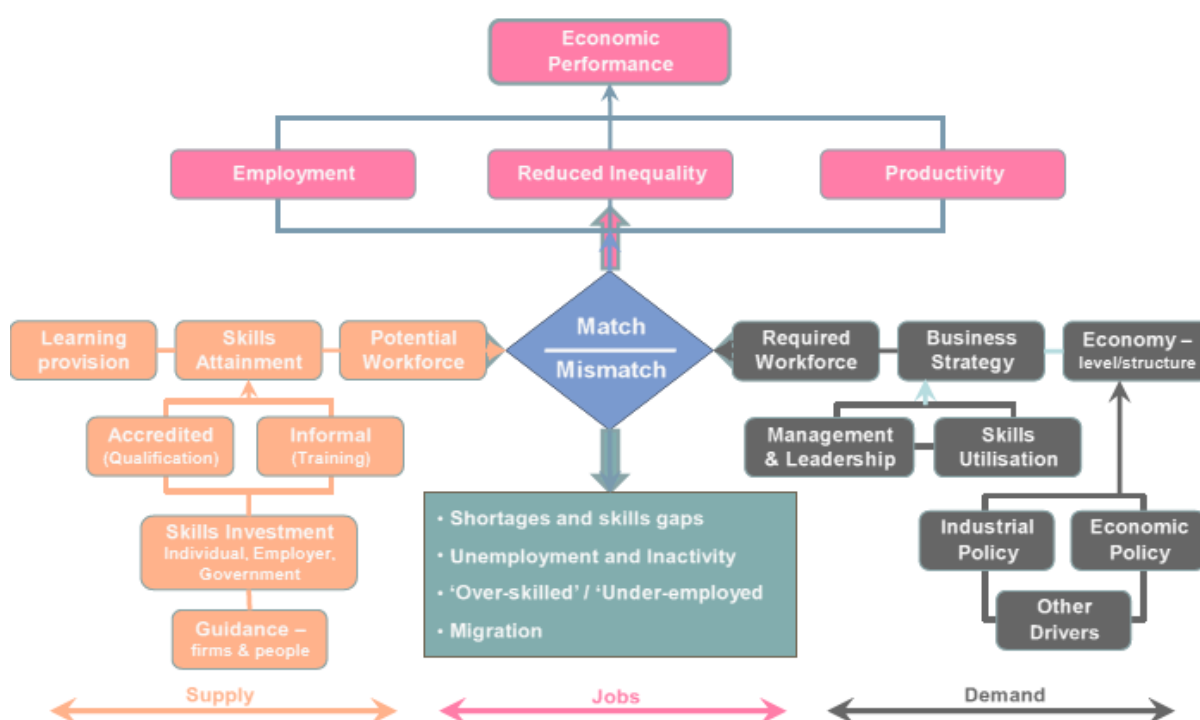 Economic
Performance
Employment
Reduced Inequality
Productivity
Learning
provision
Skills
Attainment
Potential
Workforce
Match
Mismatch
Required
Workforce
Business
Strategy
Economy –
level/structure
Accredited
(Qualification)
Informal
(Training)
Management
& Leadership
Skills
Utilisation
Skills Investment
Individual, Employer,
Government
Guidance –
firms & people
• Shortages and skills gaps
• Unemployment and Inactivity
• ‘Over-skilled’ / ‘Under-employed
• Migration
Industrial
Policy
Economic
Policy
Other
Drivers
Supply
Jobs
Demand